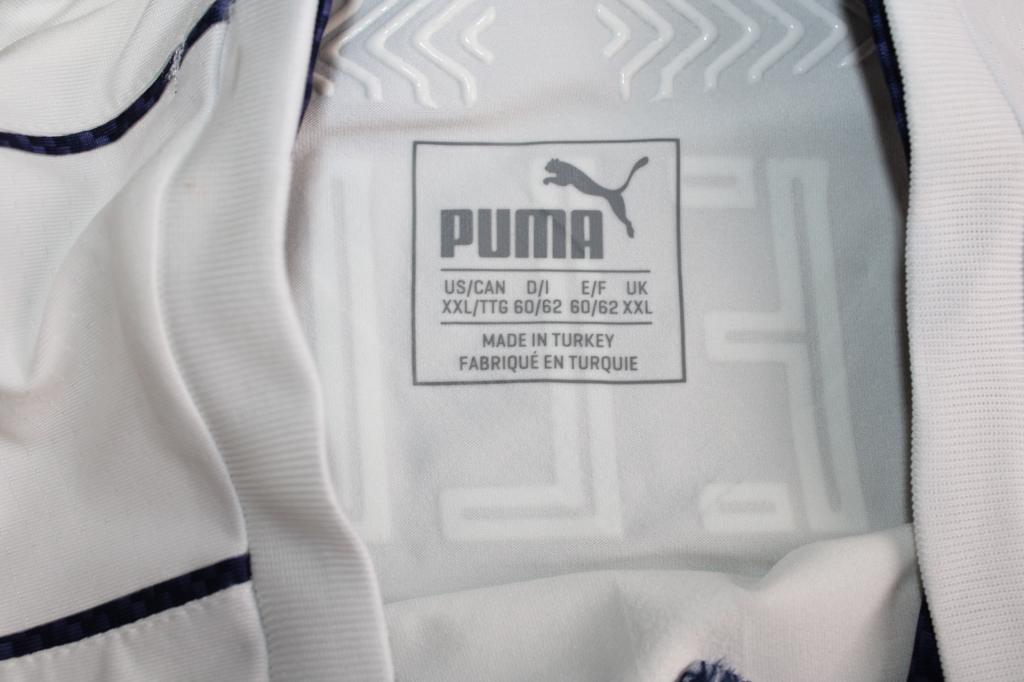 PUMA
US/CAN D/I E/F UK
XXL/TTG 60/62 60/62 XXL
MADE IN TURKEY
FABRIQUÉ EN TURQUIE